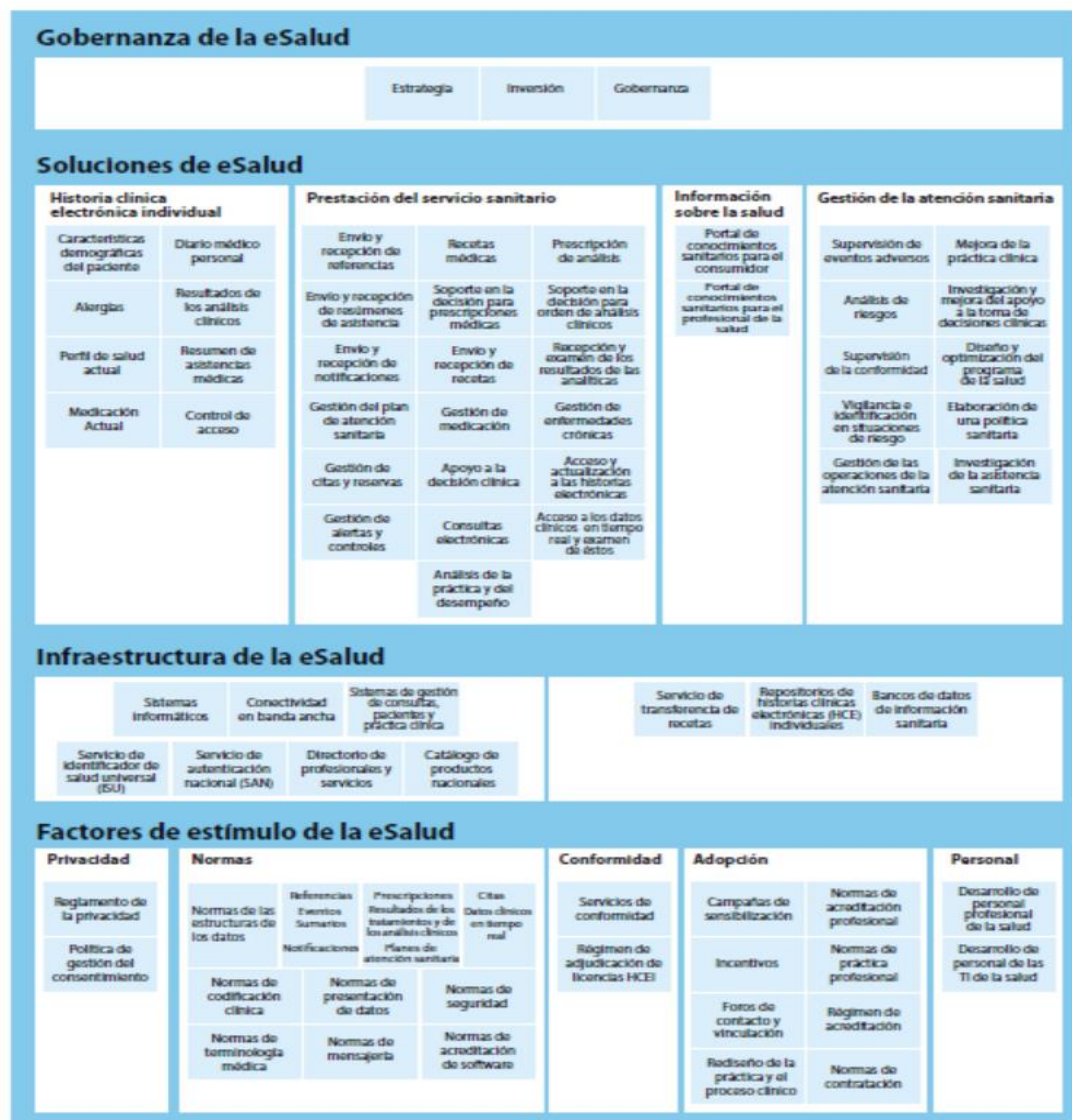 Gobernanza de la eSalud
Estrategia
Inversión
Gobernanza
Soluciones de eSalud
Historia clínica
electrónica individual
Características
demográficas
del paciente
Diario médico
personal
Alergias
Resultados de
los análisis
clínicos
Perfil de salud
actual
Resumen de
asistencias
médicas
Medicación
Actual
Control de
acceso
Prestación del servicio sanitario
Envío y
recepción de
referencias
Recetas
médicas
Prescripción
de análisis
Envío y recepción
de resúmenes
de asistencia
Soporte en la
decisión para
prescripciones
médicas
Soporte en la
decisión para
orden de análisis
clínicos
Envío y
recepción de
notificaciones
Envío y
recepción de
recetas
Recepción y
examen de los
resultados de las
analíticas
Gestión del plan
de atención
sanitaria
Gestión de
medicación
Gestión de
enfermedades
crónicas
Gestión de
citas y reservas
Apoyo a la
decisión clínica
Acceso y
actualización
a las historias
electrónicas
Gestión de
alertas y
controles
Consultas
electrónicas
Acceso a los datos
clínicos en tiempo
real y examen
de éstos
Análisis de la
práctica y del
desempeño
Información
sobre la salud
Portal de
conocimientos
sanitarios para el
consumidor
Portal de
conocimientos
sanitarios para el
profesional de la
salud
Gestión de la atención sanitaria
Supervisión de
eventos adversos
Mejora de la
práctica clínica
Análisis de
riesgos
Investigación y
mejora del apoyo
a la toma de
decisiones clínicas
Supervisión
de la conformidad
Diseño y
optimización del
programa
de la salud
Vigilancia e
identificación
en situaciones
de riesgo
Elaboración de
una política
sanitaria
Gestión de las
operaciones de la
atención sanitaria
Investigación
de la asistencia
sanitaria
Infraestructura de la eSalud
Sistemas
informáticos
Conectividad
en banda ancha
Sistemas de gestión
de consultas,
pacientes y
práctica clínica
Servicio de
identificador de
salud universal
(ISU)
Servicio de
autenticación
nacional (SAN)
Directorio de
profesionales y
servicios
Catálogo de
productos
nacionales
Servicio de
transferencia de
recetas
Repositorios de
historias clínicas
electrónicas (HCE)
individuales
Bancos de datos
de información
sanitaria
Factores de estímulo de la eSalud
Privacidad
Reglamento de
la privacidad
Política de
gestión del
consentimiento
Normas
Normas de las
estructuras de
los datos
Referencias
Eventos
Sumarios
Notificaciones
Prescripciones
Resultados de los
tratamientos y de
los análisis clínicos
Planes de
atención sanitaria
Citas
Datos clínicos
en tiempo
real
Normas de
codificación
clínica
Normas de
presentación
de datos
Normas de
seguridad
Normas de
terminología
médica
Normas de
mensajería
Normas de
acreditación
de software
Conformidad
Servicios de
conformidad
Régimen de
adjudicación de
licencias HCEI
Adopción
Campañas de
sensibilización
Normas de
acreditación
profesional
Incentivos
Normas de
práctica
profesional
Foros de
contacto y
vinculación
Régimen de
acreditación
Rediseño de la
práctica y el
proceso clínico
Normas de
contratación
Personal
Desarrollo de
personal
profesional
de la salud
Desarrollo de
personal de las
TI de la salud